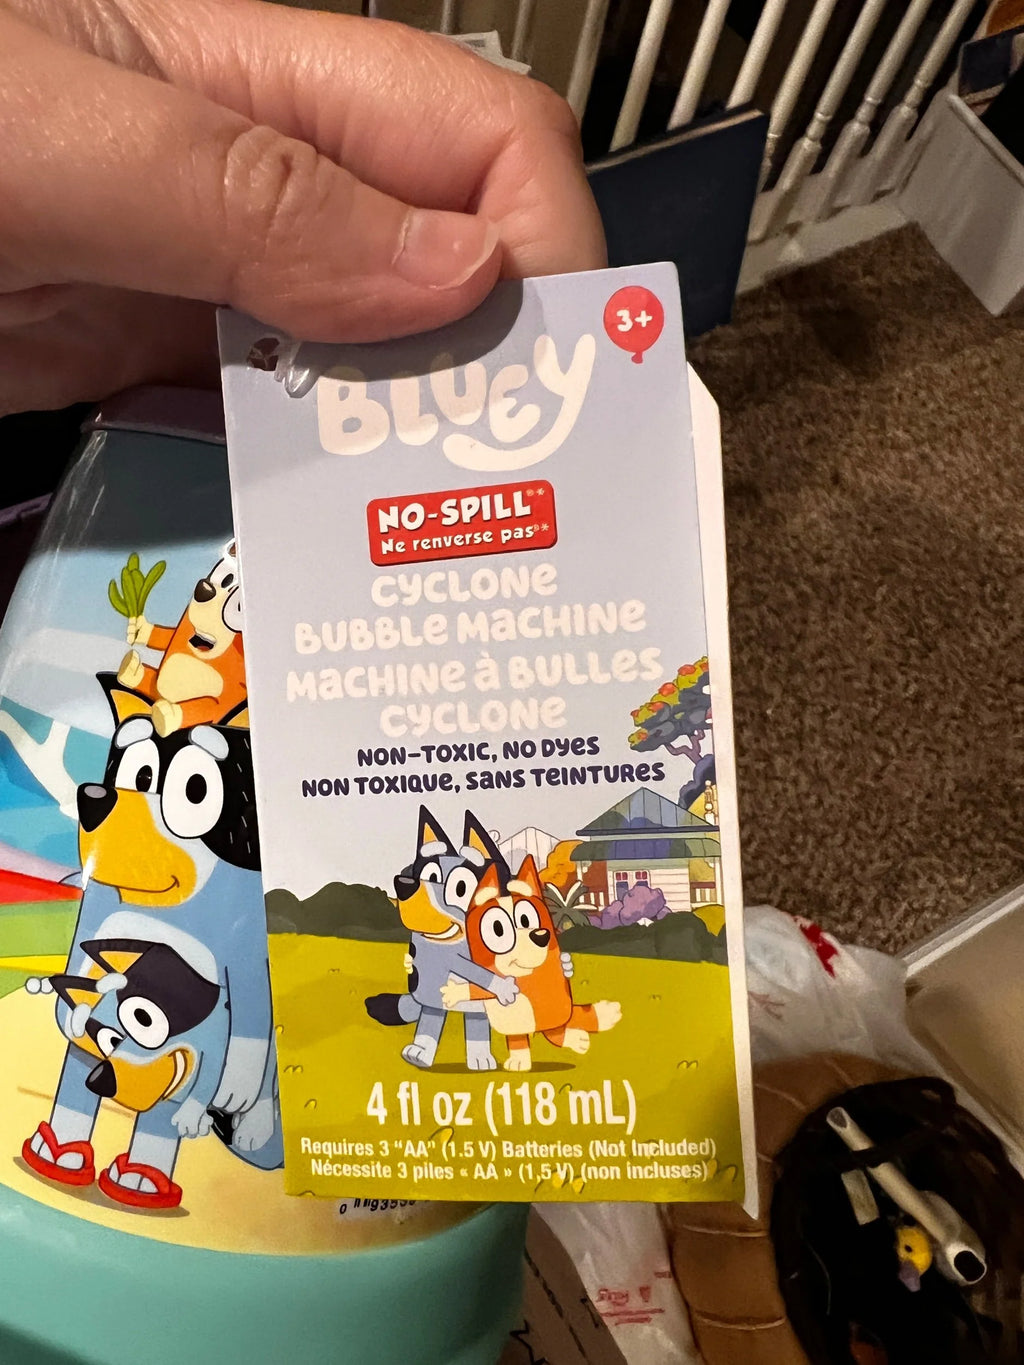 3+
BLUEY
NO-SPILL®*
Ne renverse pas®*
CYCLONE
BUBBLE MACHINE
MACHINE à BULLES
CYCLONE
NON-TOXIC, NO DYES
NON TOXIQUE, SANS TEINTURES
4 fl oz (118 mL)
Requires 3 "AA" (1.5 V) Batteries (Not Included)
Nécessite 3 piles « AA » (1,5 V) (non incluses)